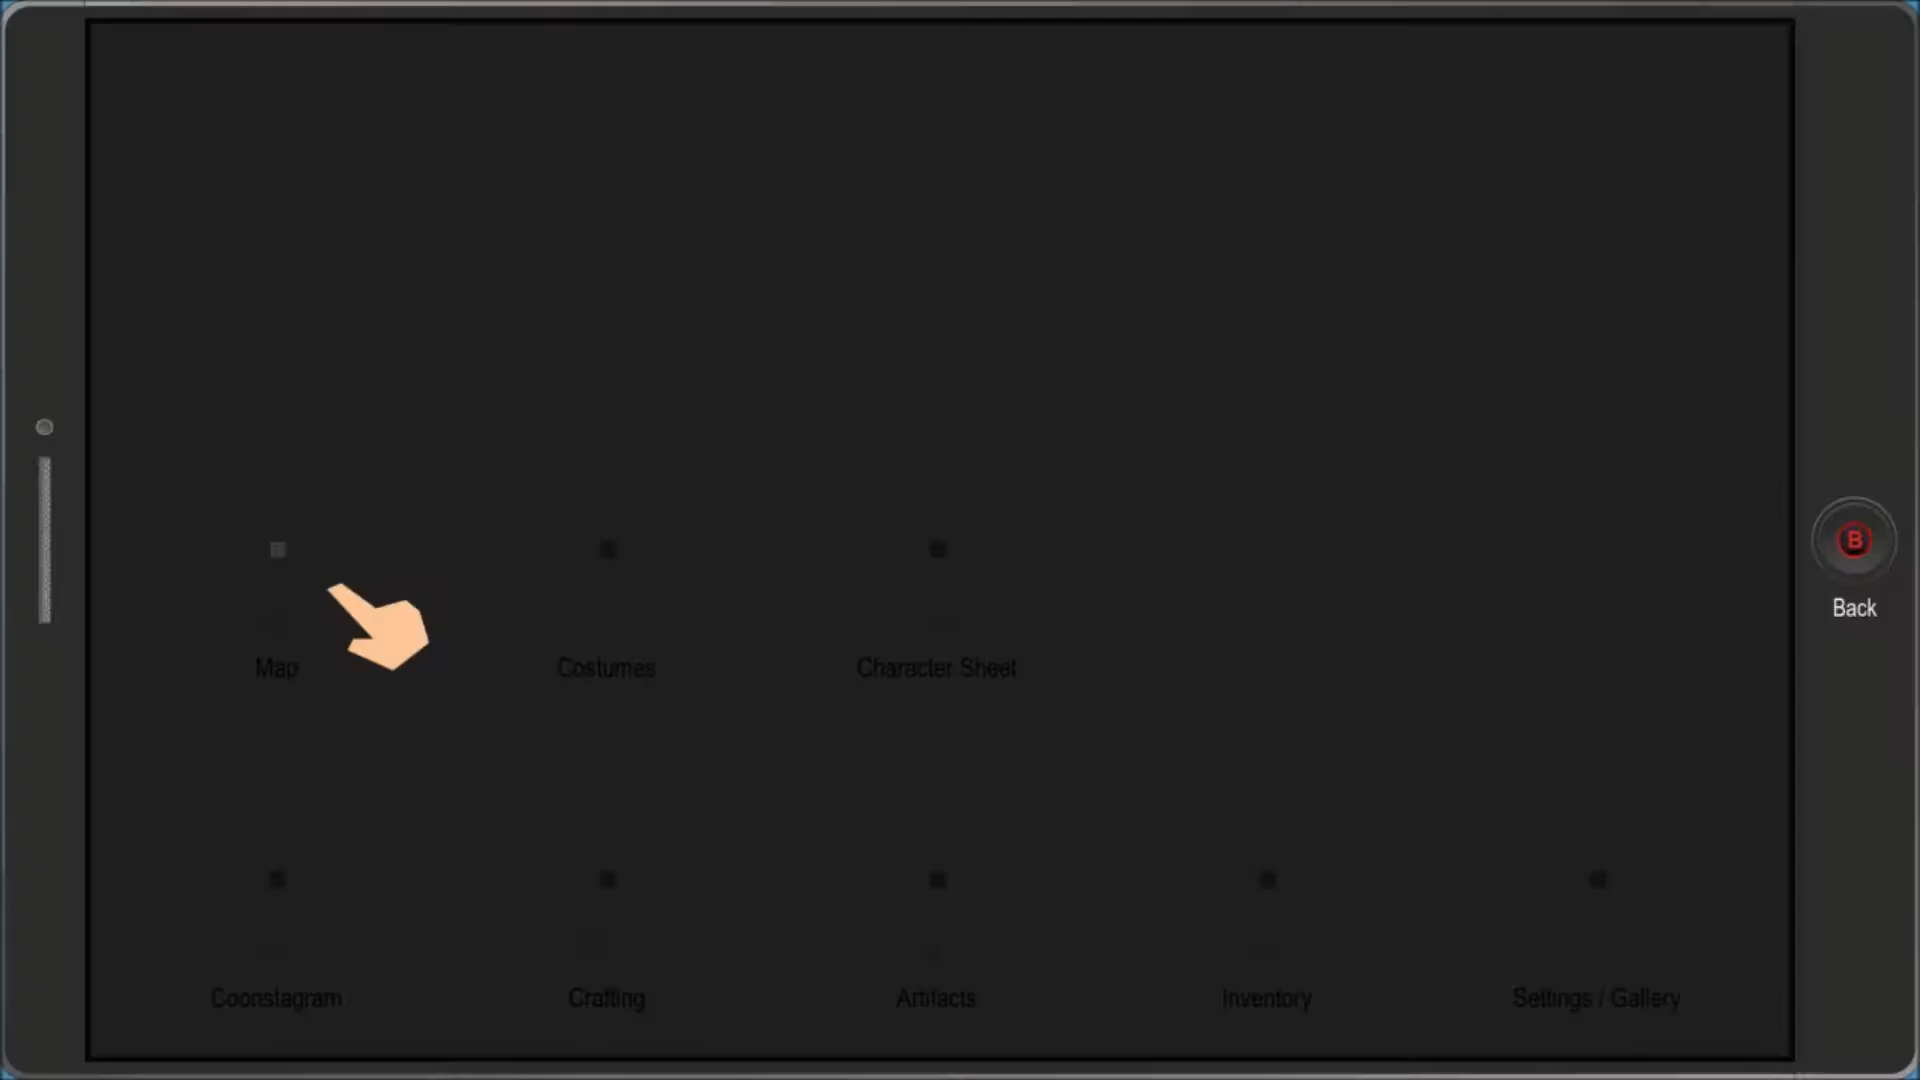 B
Back
Map
Costumes
Character Sheet
Coonstagram
Crafting
Artifacts
Inventory
Settings / Gallery